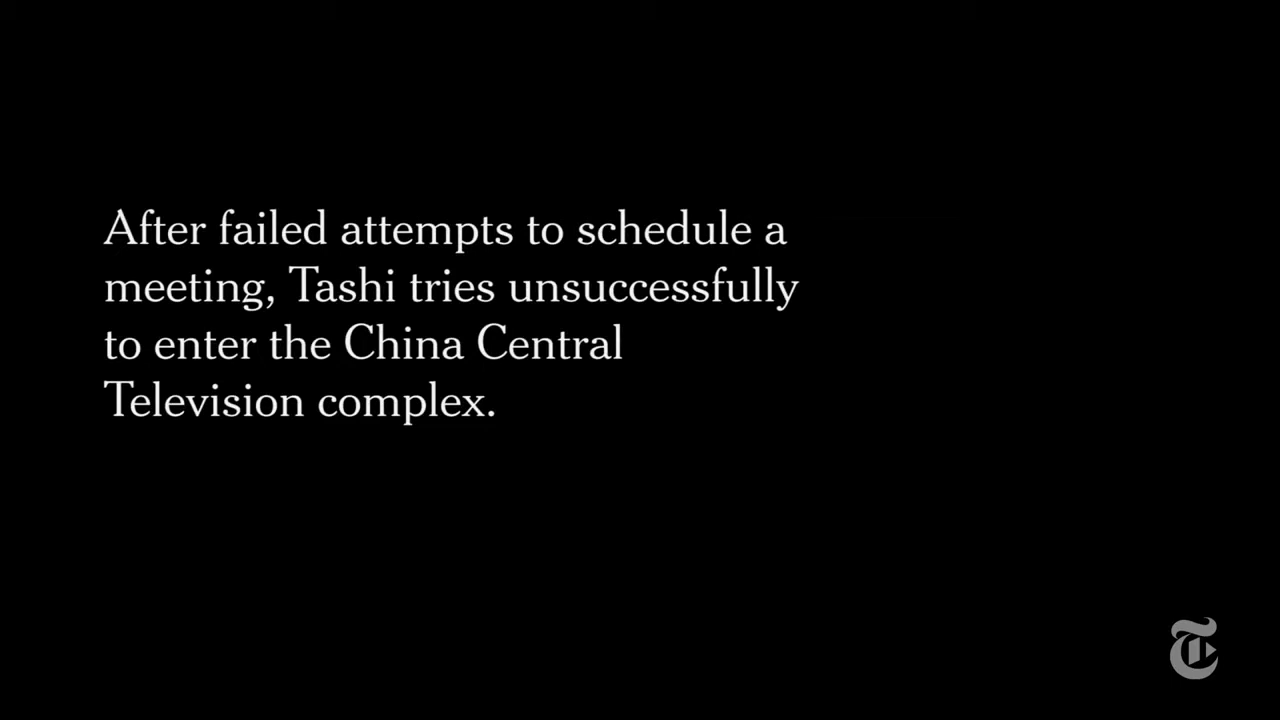 After failed attempts to schedule a
meeting, Tashi tries unsuccessfully
to enter the China Central
Television complex.
T